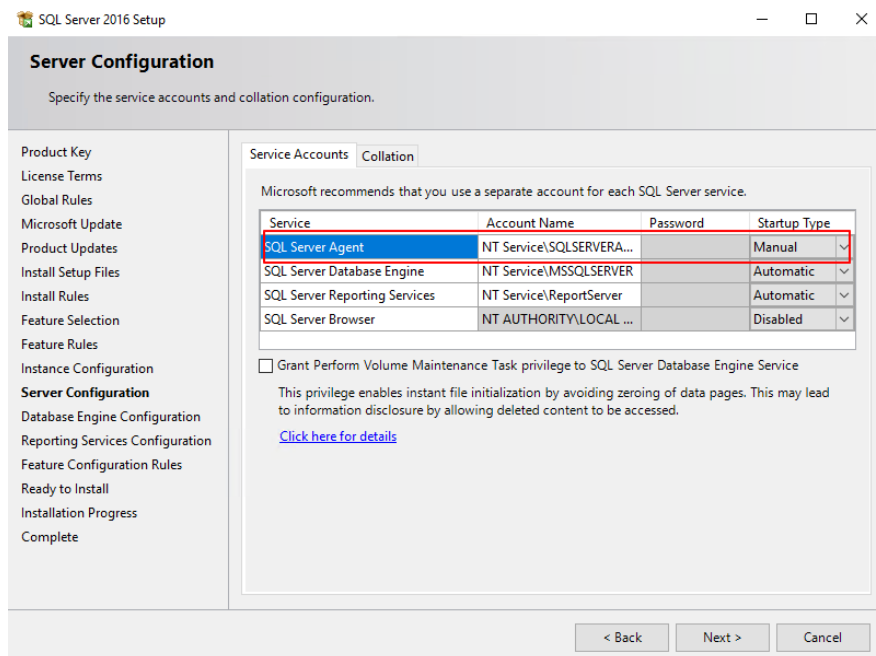 SQL Server 2016 Setup
Server Configuration
Specify the service accounts and collation configuration.
Product Key
License Terms
Global Rules
Microsoft Update
Product Updates
Install Setup Files
Install Rules
Feature Selection
Feature Rules
Instance Configuration
Server Configuration
Database Engine Configuration
Reporting Services Configuration
Feature Configuration Rules
Ready to Install
Installation Progress
Complete
Service Accounts Collation
Microsoft recommends that you use a separate account for each SQL Server service.
Service Account Name Password Startup Type
SQL Server Agent NT Service\SQLSERVERA... Manual
SQL Server Database Engine NT Service\MSSQLSERVER Automatic
SQL Server Reporting Services NT Service\ReportServer Automatic
SQL Server Browser NT AUTHORITY\LOCAL ... Disabled
Grant Perform Volume Maintenance Task privilege to SQL Server Database Engine Service
This privilege enables instant file initialization by avoiding zeroing of data pages. This may lead
to information disclosure by allowing deleted content to be accessed.
Click here for details
< Back Next > Cancel